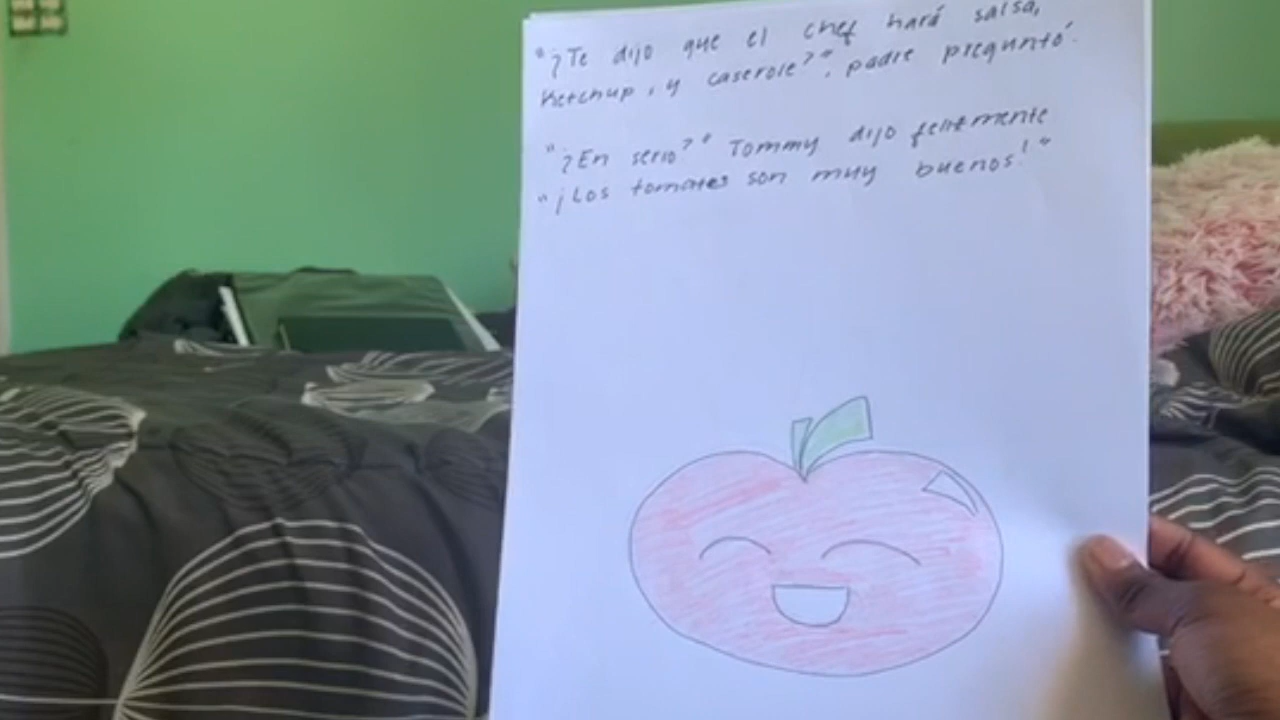 "¿Te dijo que el chef hará salsa,
Ketchup, y caserole?", padre preguntó.
"¿En serio?" Tommy dijo felizmente
"¡Los tomates son muy buenos!"